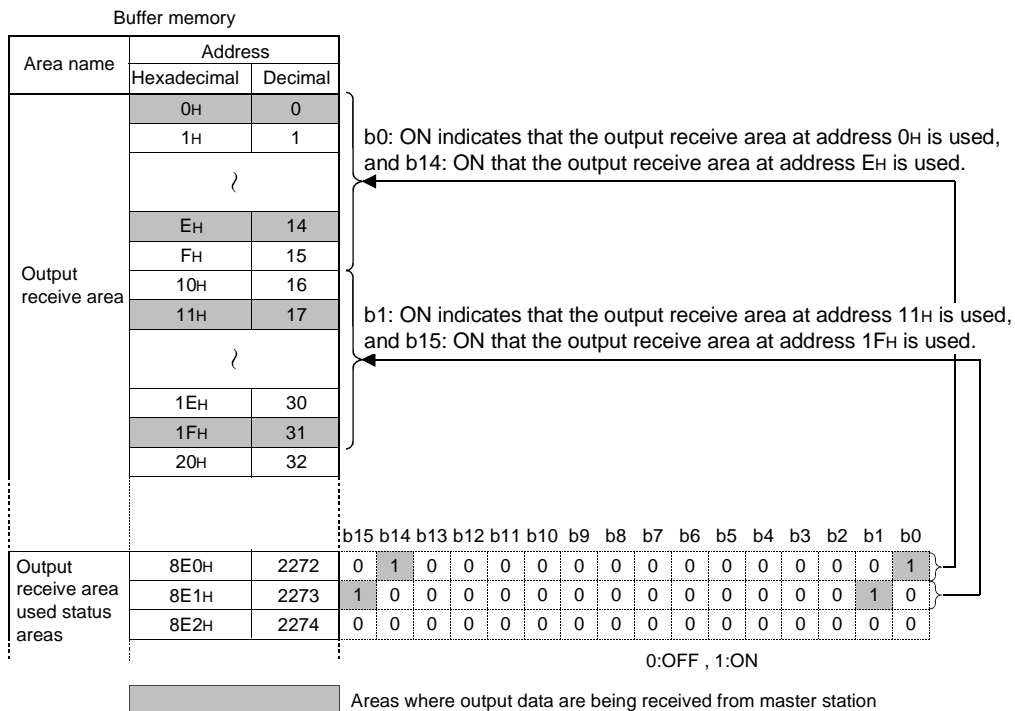 Buffer memory
Area name
Address
Hexadecimal Decimal
Output
receive area
0H 0
1H 1
b0: ON indicates that the output receive area at address 0H is used,
and b14: ON that the output receive area at address EH is used.
EH 14
FH 15
10H 16
11H 17
b1: ON indicates that the output receive area at address 11H is used,
and b15: ON that the output receive area at address 1FH is used.
1EH 30
1FH 31
20H 32
b15 b14 b13 b12 b11 b10 b9 b8 b7 b6 b5 b4 b3 b2 b1 b0
Output
receive area
used status
areas
8E0H 2272 0 1 0 0 0 0 0 0 0 0 0 0 0 0 0 1
8E1H 2273 1 0 0 0 0 0 0 0 0 0 0 0 0 0 1 0
8E2H 2274 0 0 0 0 0 0 0 0 0 0 0 0 0 0 0 0
0:OFF , 1:ON
Areas where output data are being received from master station